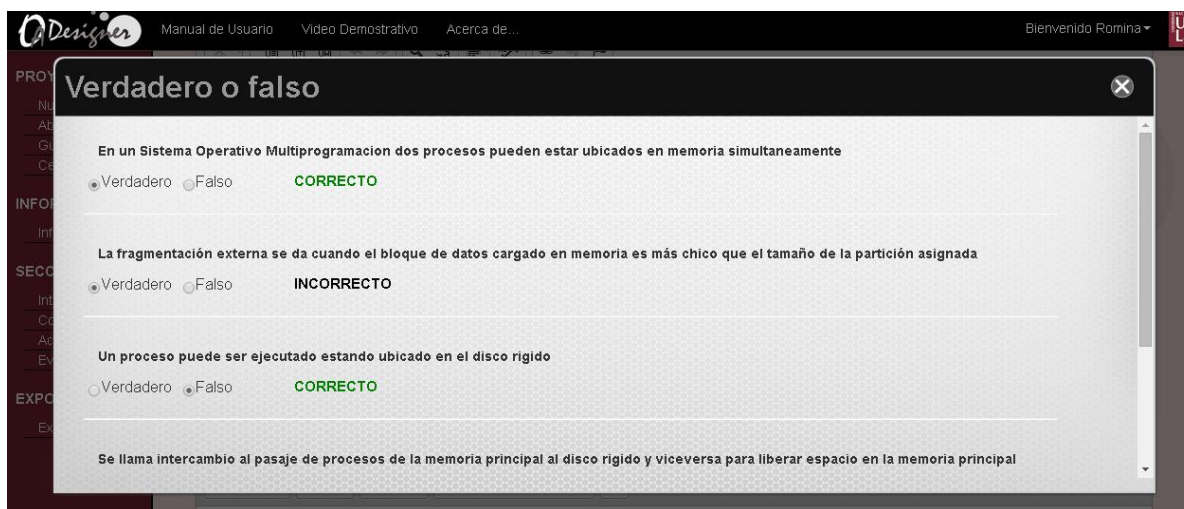 CADesigner Manual de Usuario Video Demostrativo Acerca de... Bienvenido Romina
Verdadero o falso
En un Sistema Operativo Multiprogramacion dos procesos pueden estar ubicados en memoria simultaneamente
Verdadero Falso CORRECTO
La fragmentación externa se da cuando el bloque de datos cargado en memoria es más chico que el tamaño de la partición asignada
Verdadero Falso INCORRECTO
Un proceso puede ser ejecutado estando ubicado en el disco rigido
Verdadero Falso CORRECTO
Se llama intercambio al pasaje de procesos de la memoria principal al disco rigido y viceversa para liberar espacio en la memoria principal